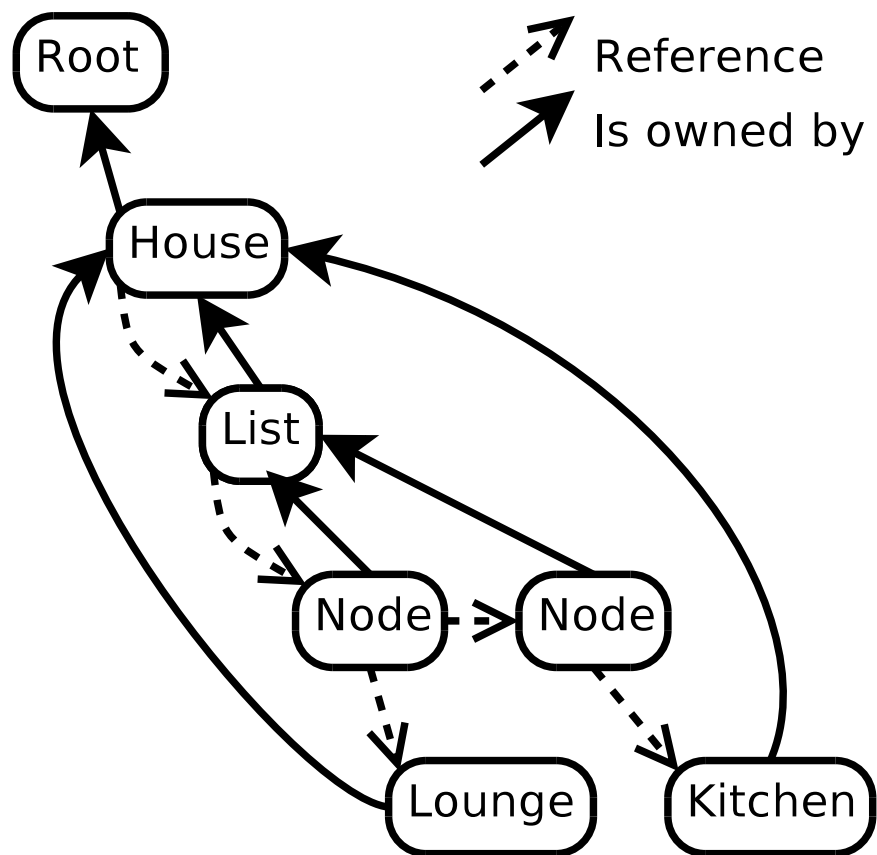 Root
Reference
Is owned by
House
List
Node
Node
Lounge
Kitchen